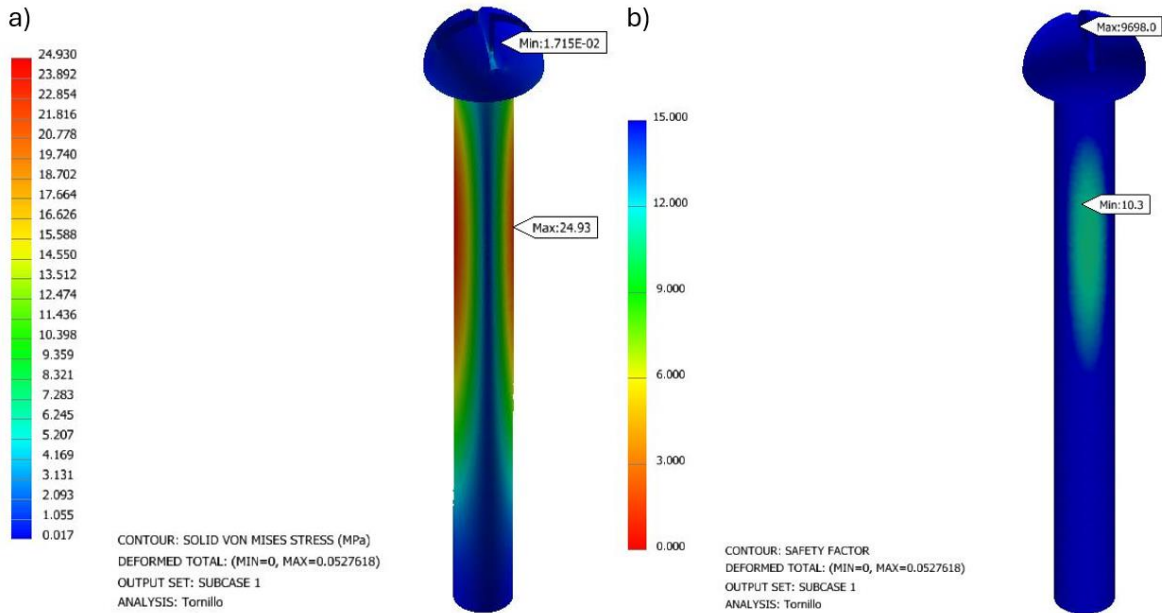 a)
24.930
23.892
22.854
21.816
20.778
19.740
18.702
17.664
16.626
15.588
14.550
13.512
12.474
11.436
10.398
9.359
8.321
7.283
6.245
5.207
4.169
3.131
2.093
1.055
0.017
Min:1.715E-02
Max:24.93
CONTOUR: SOLID VON MISES STRESS (MPa)
DEFORMED TOTAL: (MIN=0, MAX=0.0527618)
OUTPUT SET: SUBCASE 1
ANALYSIS: Tornillo
b)
Max:9698.0
15.000
12.000
9.000
6.000
3.000
0.000
Min:10.3
CONTOUR: SAFETY FACTOR
DEFORMED TOTAL: (MIN=0, MAX=0.0527618)
OUTPUT SET: SUBCASE 1
ANALYSIS: Tornillo